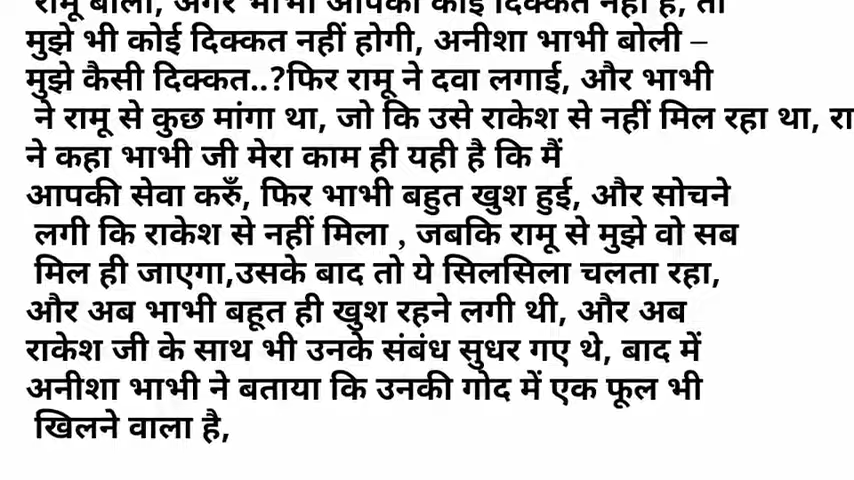 रामू बोला, अगर भाभी आपको कोई दिक्कत नहीं है, तो
मुझे भी कोई दिक्कत नहीं होगी, अनीशा भाभी बोली –
मुझे कैसी दिक्कत..?फिर रामू ने दवा लगाई, और भाभी
ने रामू से कुछ मांगा था, जो कि उसे राकेश से नहीं मिल रहा था, रा
ने कहा भाभी जी मेरा काम ही यही है कि मैं
आपकी सेवा करुँ, फिर भाभी बहुत खुश हुई, और सोचने
लगी कि राकेश से नहीं मिला , जबकि रामू से मुझे वो सब
मिल ही जाएगा,उसके बाद तो ये सिलसिला चलता रहा,
और अब भाभी बहूत ही खुश रहने लगी थी, और अब
राकेश जी के साथ भी उनके संबंध सुधर गए थे, बाद में
अनीशा भाभी ने बताया कि उनकी गोद में एक फूल भी
खिलने वाला है,